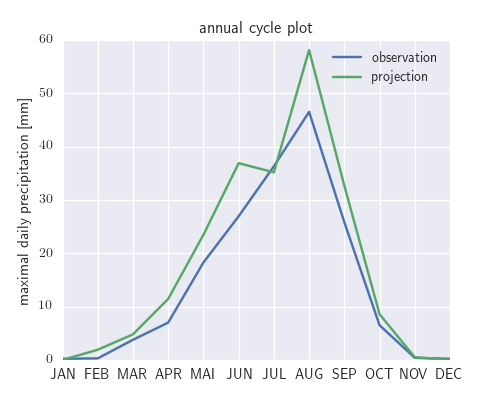 annual cycle plot
observation
projection
maximal daily precipitation [mm]
60
50
40
30
20
10
0
JAN FEB MAR APR MAI JUN JUL AUG SEP OCT NOV DEC